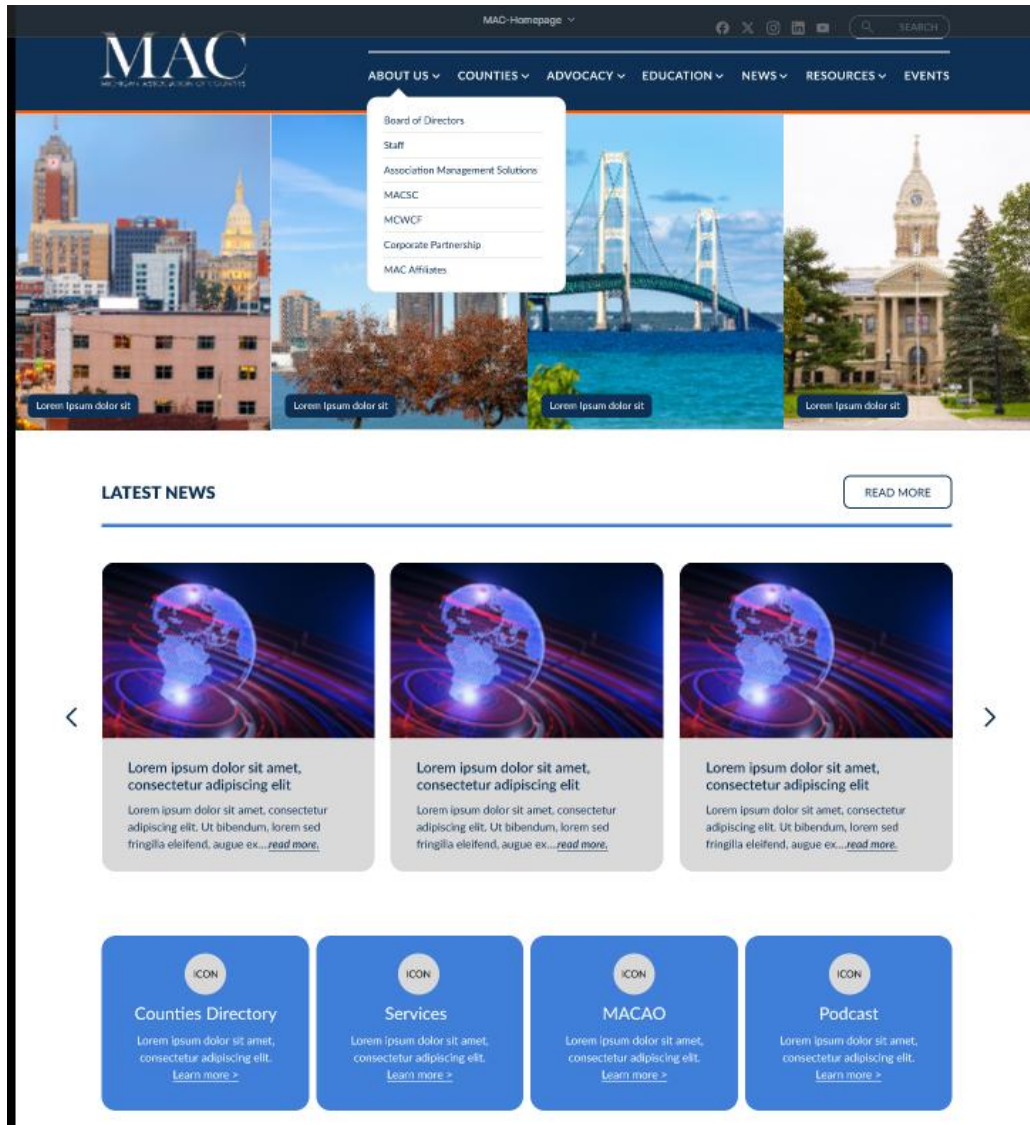 MAC-Homepage
SEARCH
MAC
MICHIGAN ASSOCIATION OF COUNTIES
ABOUT US COUNTIES ADVOCACY EDUCATION NEWS RESOURCES EVENTS
Board of Directors
Staff
Association Management Solutions
MACSC
MCWCF
Corporate Partnership
MAC Affiliates
Lorem Ipsum dolor sit
Lorem Ipsum dolor sit
Lorem Ipsum dolor sit
Lorem Ipsum dolor sit
LATEST NEWS
READ MORE
Lorem ipsum dolor sit amet,
consectetur adipiscing elit
Lorem ipsum dolor sit amet, consectetur
adipiscing elit. Ut bibendum, lorem sed
fringilla eleifend, augue ex....read more.
Lorem ipsum dolor sit amet,
consectetur adipiscing elit
Lorem ipsum dolor sit amet, consectetur
adipiscing elit. Ut bibendum, lorem sed
fringilla eleifend, augue ex....read more.
Lorem ipsum dolor sit amet,
consectetur adipiscing elit
Lorem ipsum dolor sit amet, consectetur
adipiscing elit. Ut bibendum, lorem sed
fringilla eleifend, augue ex....read more.
ICON
Counties Directory
Lorem ipsum dolor sit amet,
consectetur adipiscing elit.
Learn more >
ICON
Services
Lorem ipsum dolor sit amet,
consectetur adipiscing elit.
Learn more >
ICON
MACAO
Lorem ipsum dolor sit amet,
consectetur adipiscing elit.
Learn more >
ICON
Podcast
Lorem ipsum dolor sit amet,
consectetur adipiscing elit.
Learn more >